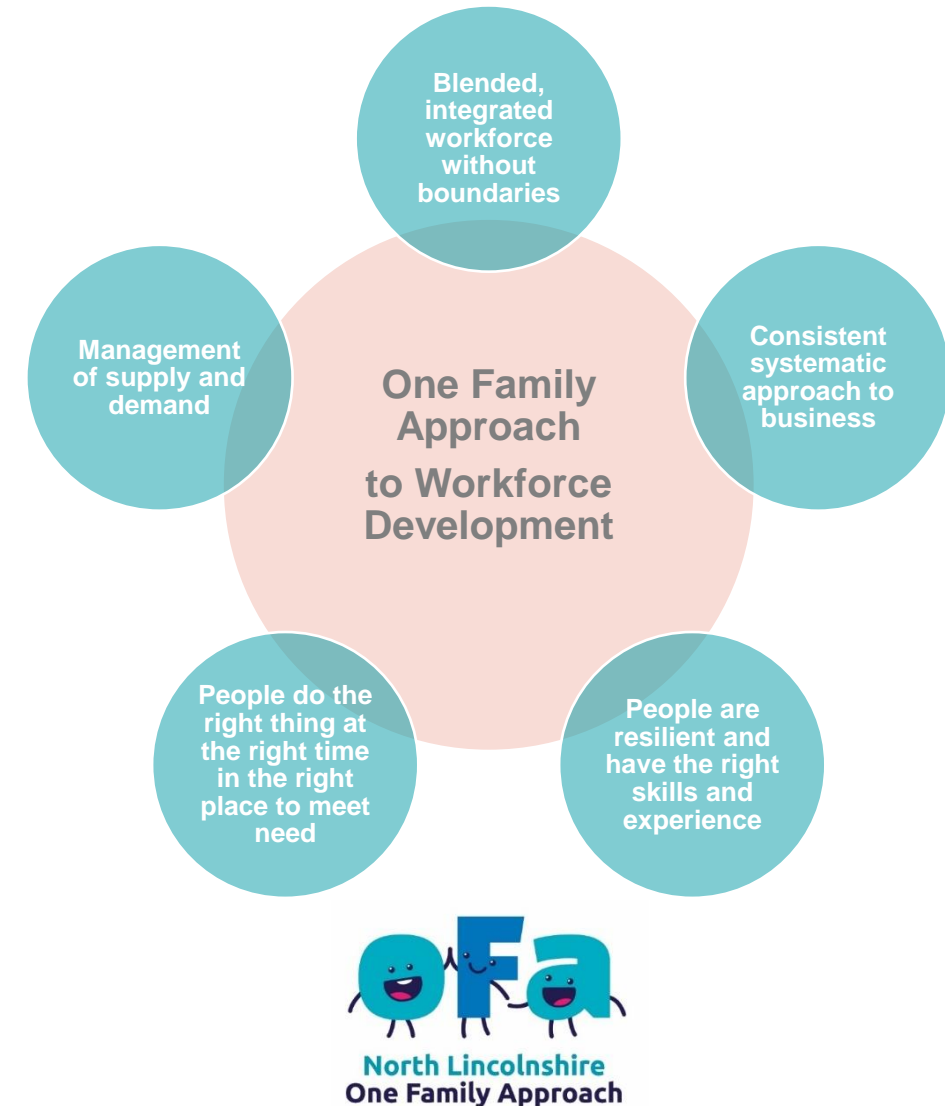 Blended,
integrated
workforce
without
boundaries
Management
of supply and
demand
One Family
Approach
to Workforce
Development
Consistent
systematic
approach to
business
People do the
right thing at
the right time
in the right
place to meet
need
People are
resilient and
have the right
skills and
experience
oFa
North Lincolnshire
One Family Approach